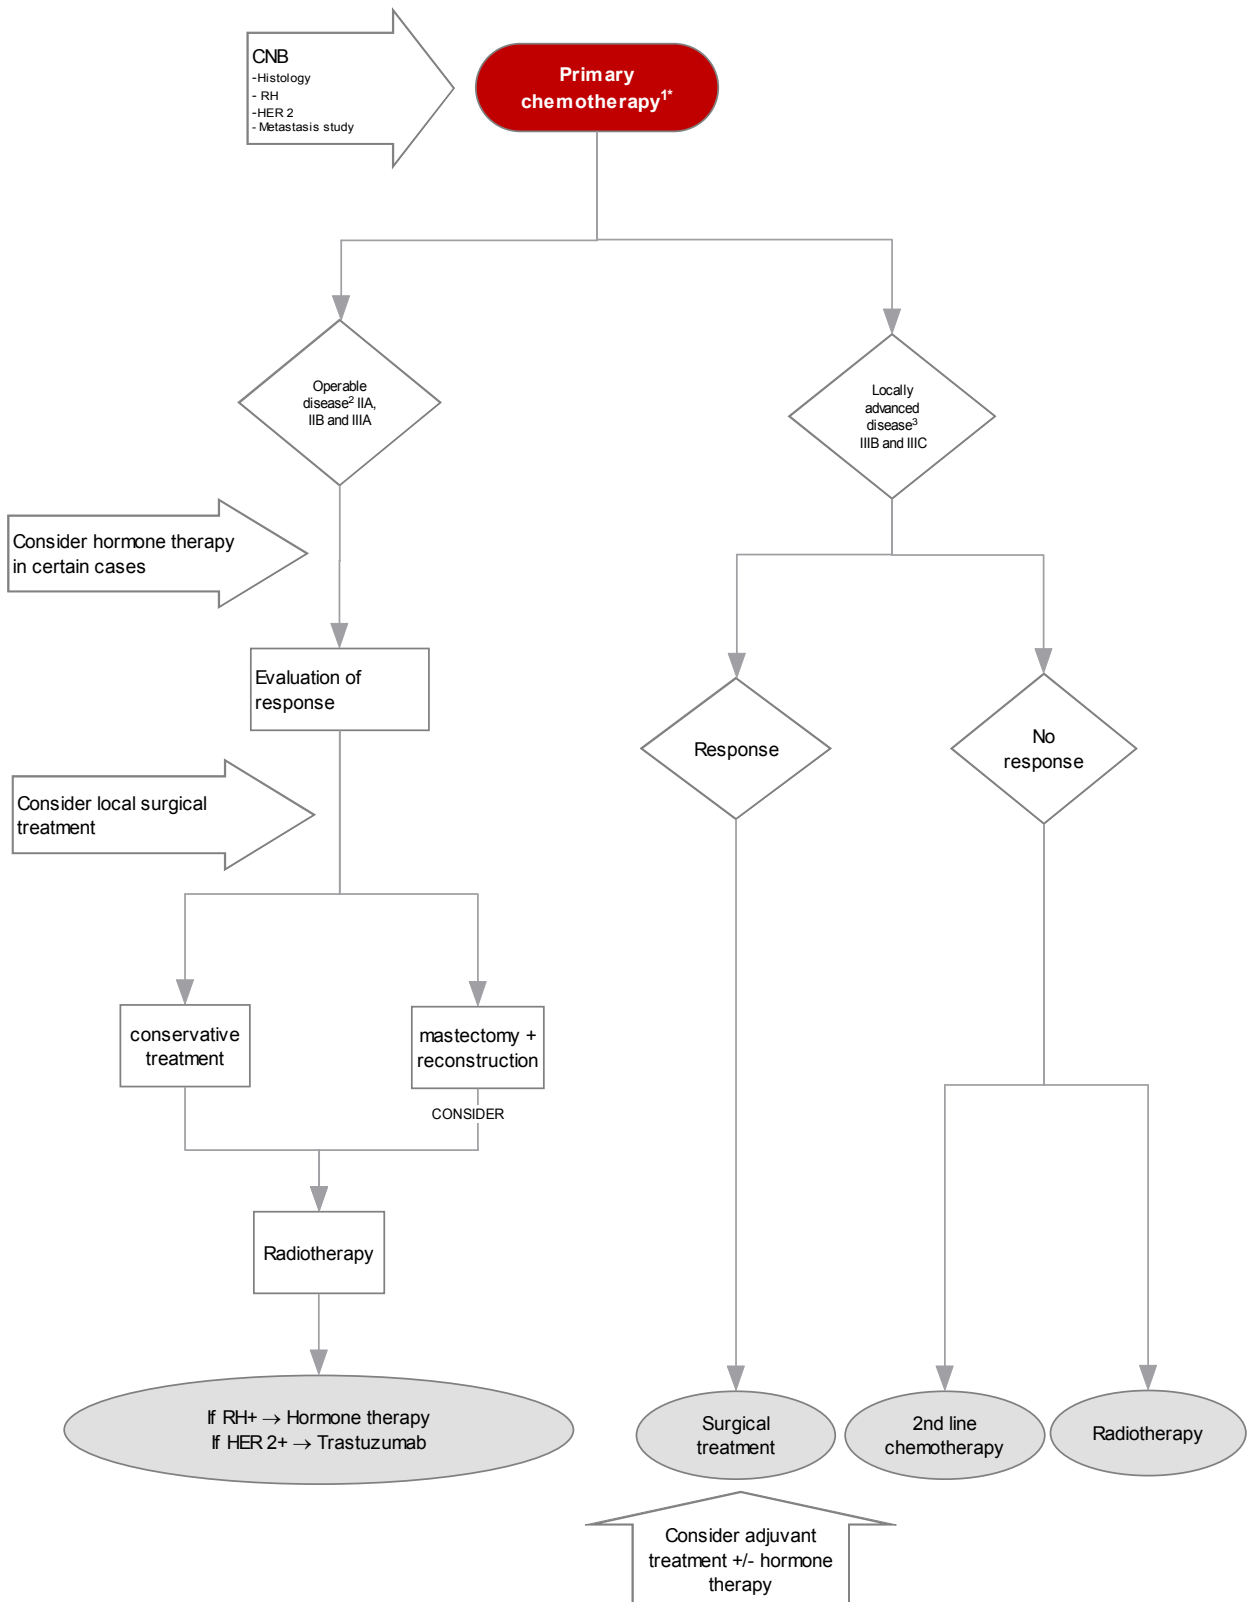 CNB
-Histology
- RH
-HER 2
- Metastasis study
Primary
chemotherapy1*
Operable
disease2 IIA,
IIB and IIIA
Locally
advanced
disease3
IIIB and IIIC
Consider hormone therapy
in certain cases
Evaluation of
response
Response
No
response
Consider local surgical
treatment
conservative
treatment
mastectomy +
reconstruction
CONSIDER
Radiotherapy
If RH+ → Hormone therapy
If HER 2+ → Trastuzumab
Surgical
treatment
2nd line
chemotherapy
Radiotherapy
Consider adjuvant
treatment +/- hormone
therapy